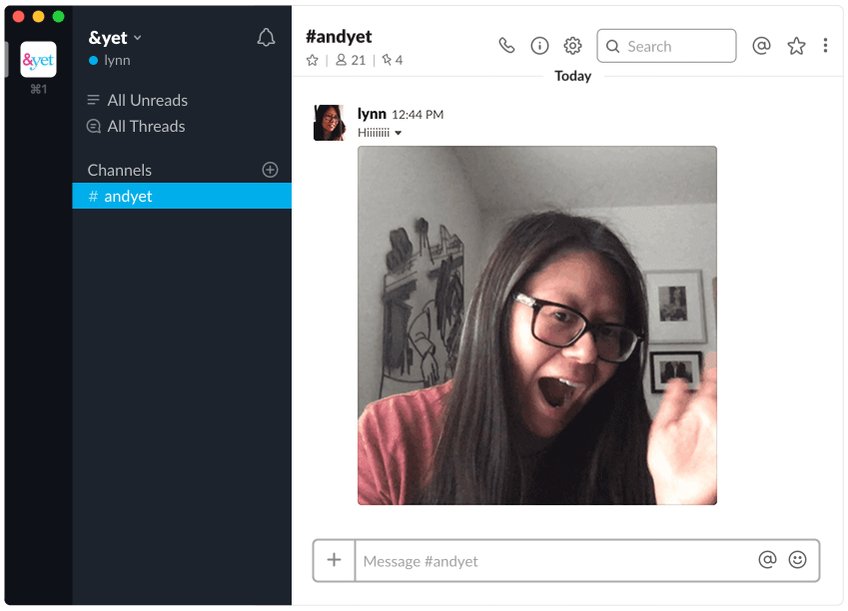 &yet
lynn
&yet
⌘1
All Unreads
All Threads
Channels
# andyet
#andyet
21
4
Search
Today
lynn 12:44 PM
Hiiiiiiii
Message #andyet